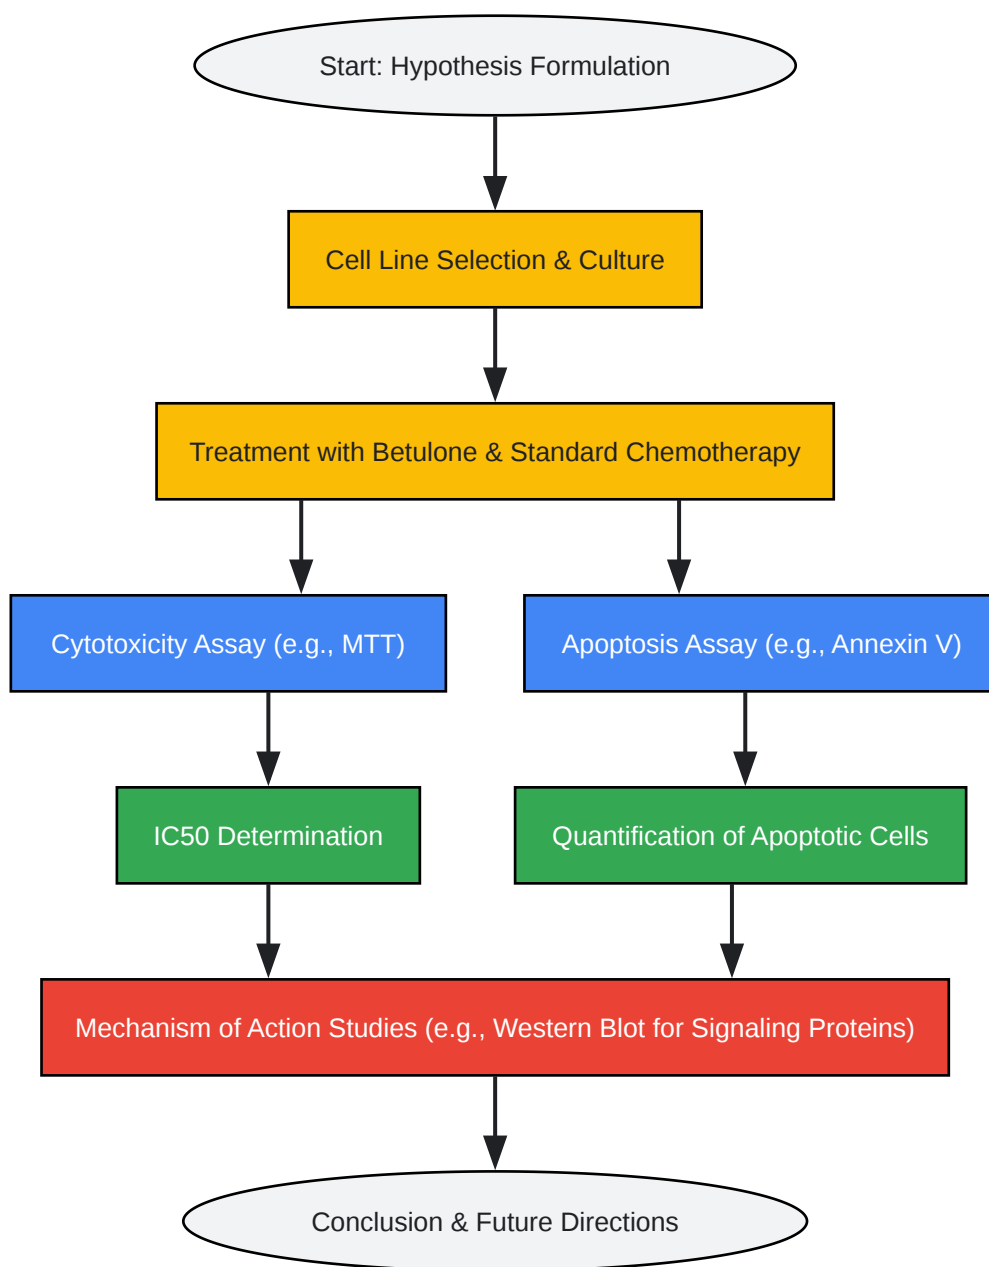 Start: Hypothesis Formulation
Cell Line Selection & Culture
Treatment with Betulone & Standard Chemotherapy
Cytotoxicity Assay (e.g., MTT)
Apoptosis Assay (e.g., Annexin V)
IC50 Determination
Quantification of Apoptotic Cells
Mechanism of Action Studies (e.g., Western Blot for Signaling Proteins)
Conclusion & Future Directions